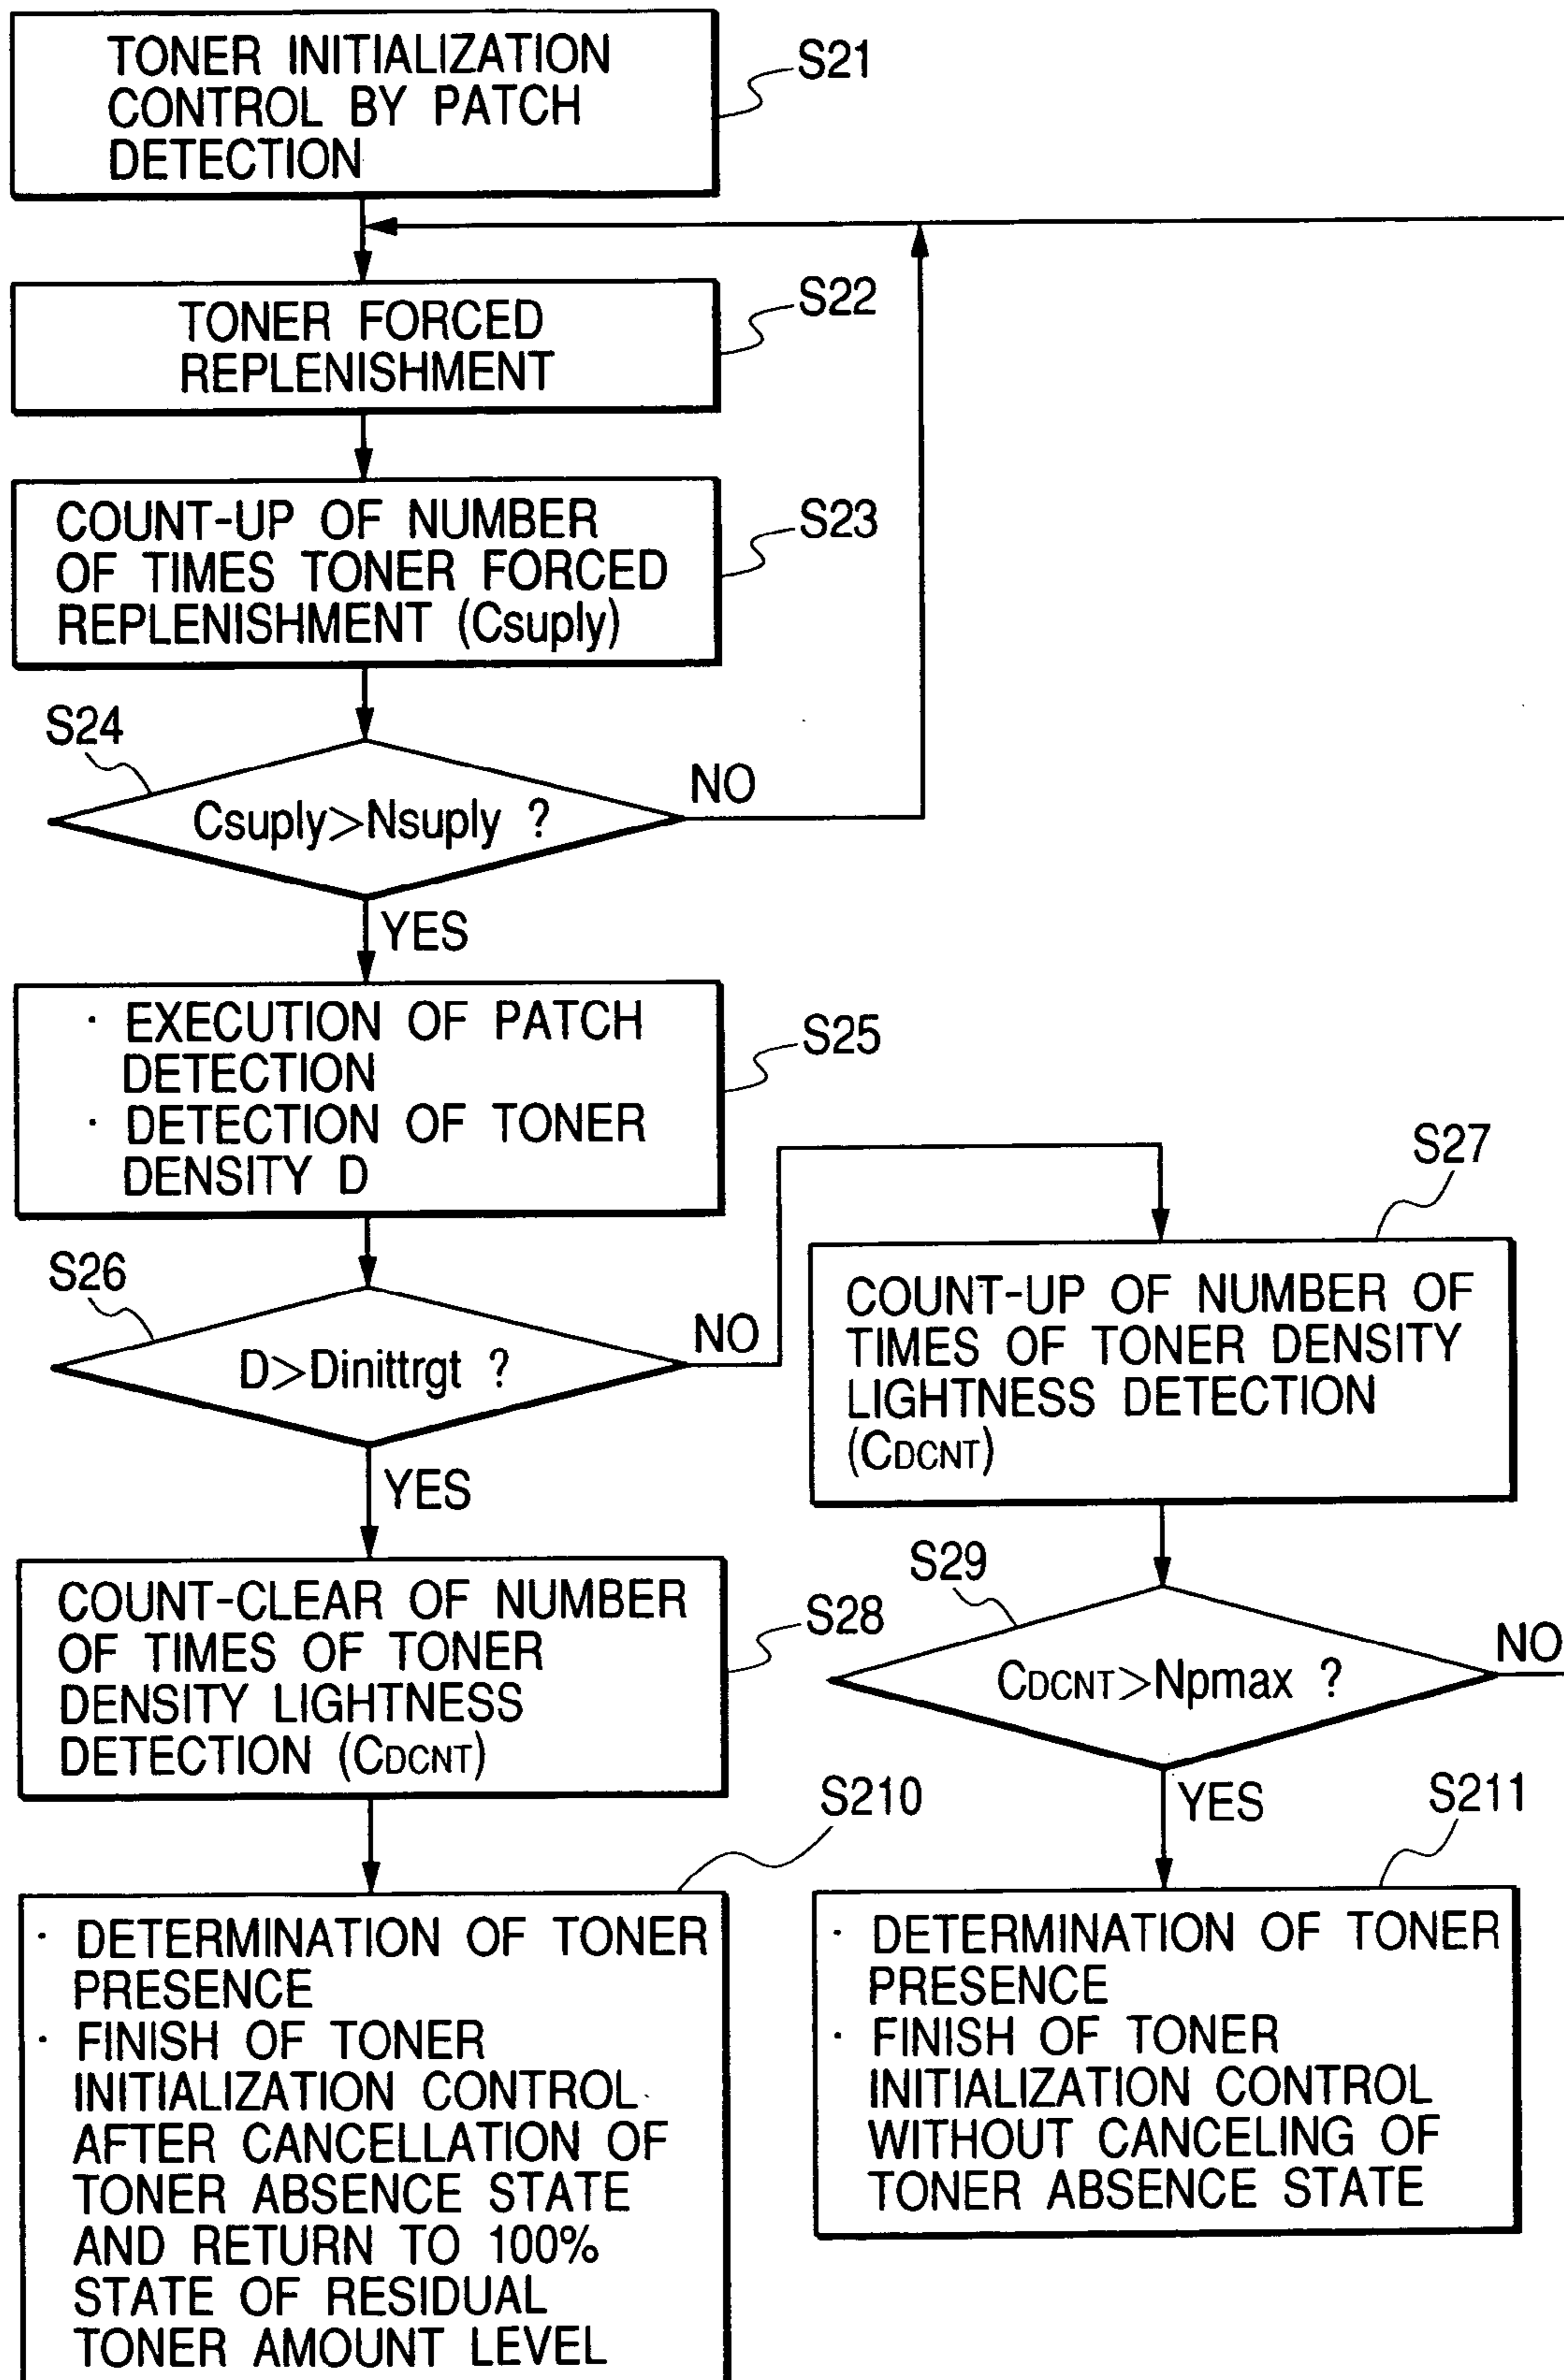 TONER INITIALIZATION
CONTROL BY PATCH
DETECTION
S21
TONER FORCED
REPLENISHMENT
S22
COUNT-UP OF NUMBER
OF TIMES TONER FORCED
REPLENISHMENT (Csuply)
S23
S24
Csuply>Nsuply ?
NO
YES
· EXECUTION OF PATCH
DETECTION
· DETECTION OF TONER
DENSITY D
S25
S26
D>Dinittrgt ?
NO
YES
S27
COUNT-UP OF NUMBER OF
TIMES OF TONER DENSITY
LIGHTNESS DETECTION
(CDCNT)
COUNT-CLEAR OF NUMBER
OF TIMES OF TONER
DENSITY LIGHTNESS
DETECTION (CDCNT)
S28
S29
CDCNT>Npmax ?
NO
YES
S210
· DETERMINATION OF TONER
PRESENCE
· FINISH OF TONER
INITIALIZATION CONTROL
AFTER CANCELLATION OF
TONER ABSENCE STATE
AND RETURN TO 100%
STATE OF RESIDUAL
TONER AMOUNT LEVEL
S211
· DETERMINATION OF TONER
PRESENCE
· FINISH OF TONER
INITIALIZATION CONTROL
WITHOUT CANCELING OF
TONER ABSENCE STATE